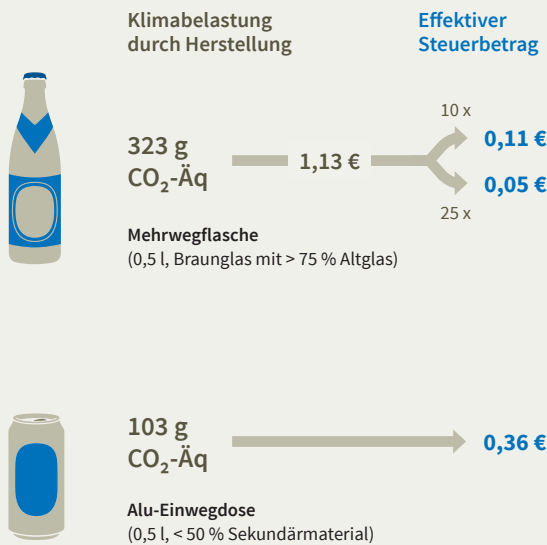 Klimabelastung
durch Herstellung
Effektiver
Steuerbetrag
323 g
CO₂-Äq
1,13 €
10 x
0,11 €
0,05 €
25 x
Mehrwegflasche
(0,5 l, Braunglas mit > 75 % Altglas)
103 g
CO₂-Äq
0,36 €
Alu-Einwegdose
(0,5 l, < 50 % Sekundärmaterial)